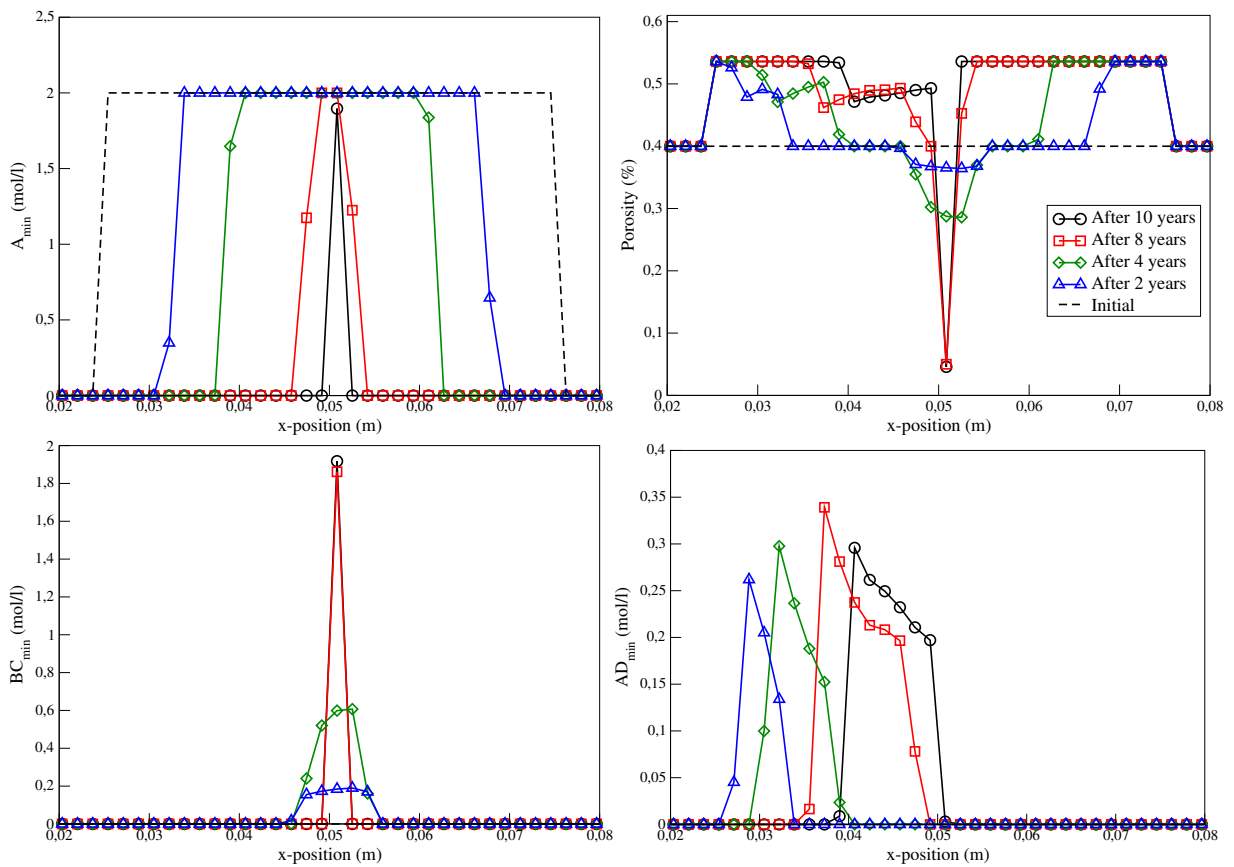 2,5
2
1,5
1
0,5
0
A_min (mol/l)
0,02 0,03 0,04 0,05 0,06 0,07 0,08
x-position (m)
0,6
0,5
0,4
0,3
0,2
0,1
0
Porosity (%)
After 10 years
After 8 years
After 4 years
After 2 years
Initial
0,02 0,03 0,04 0,05 0,06 0,07 0,08
x-position (m)
2
1,8
1,6
1,4
1,2
1
0,8
0,6
0,4
0,2
0
BC_min (mol/l)
0,02 0,03 0,04 0,05 0,06 0,07 0,08
x-position (m)
0,4
0,35
0,3
0,25
0,2
0,15
0,1
0,05
0
AD_min (mol/l)
0,02 0,03 0,04 0,05 0,06 0,07 0,08
x-position (m)